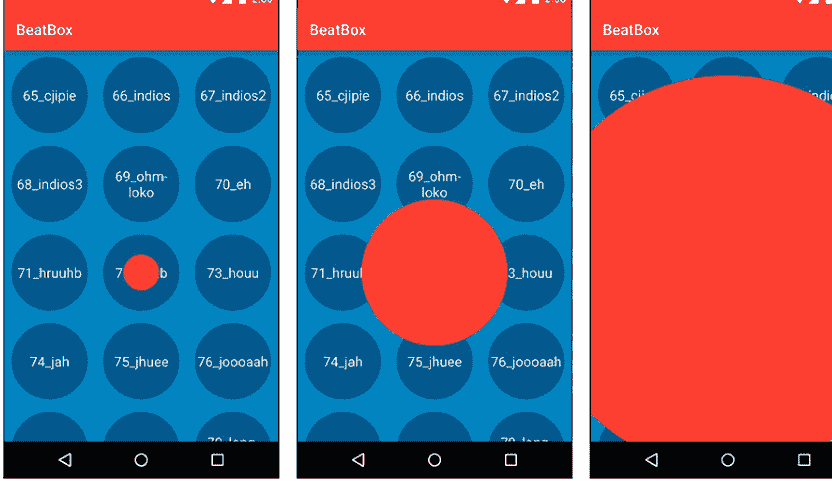 BeatBox
65_cjipie 66_indios 67_indios2
68_indios3 69_ohm-
loko 70_eh
71_hruuhb 73_houu
74_jah 75_jhuee 76_joooaah
BeatBox
65_cjipie 66_indios 67_indios2
68_indios3 69_ohm-
loko 70_eh
74_jah 75_jhuee 76_joooaah
BeatBox